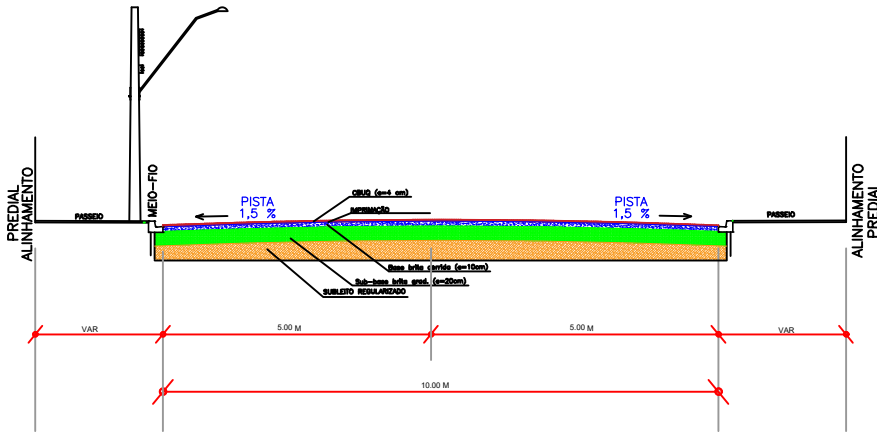 PREDIAL
ALINHAMENTO
PASSEIO
MEIO-FIO
PISTA
1,5 %
CBUQ (e=4 cm)
IMPRIMAÇÃO
PISTA
1,5 %
PASSEIO
ALINHAMENTO
PREDIAL
Base brita corrida (e=10cm)
Sub-base brita grad. (e=20cm)
SUBLEITO REGULARIZADO
VAR
5.00 M
5.00 M
VAR
10.00 M